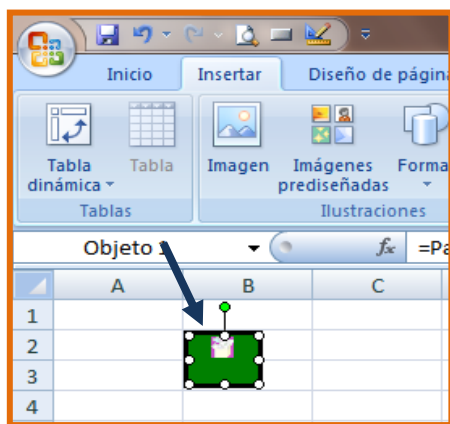 Inicio Insertar Diseño de págin
Tabla dinámica Tabla Imagen Imágenes prediseñadas Forma
Tablas Ilustraciones
Objeto 1 fx =Pa
A B C
1
2
3
4